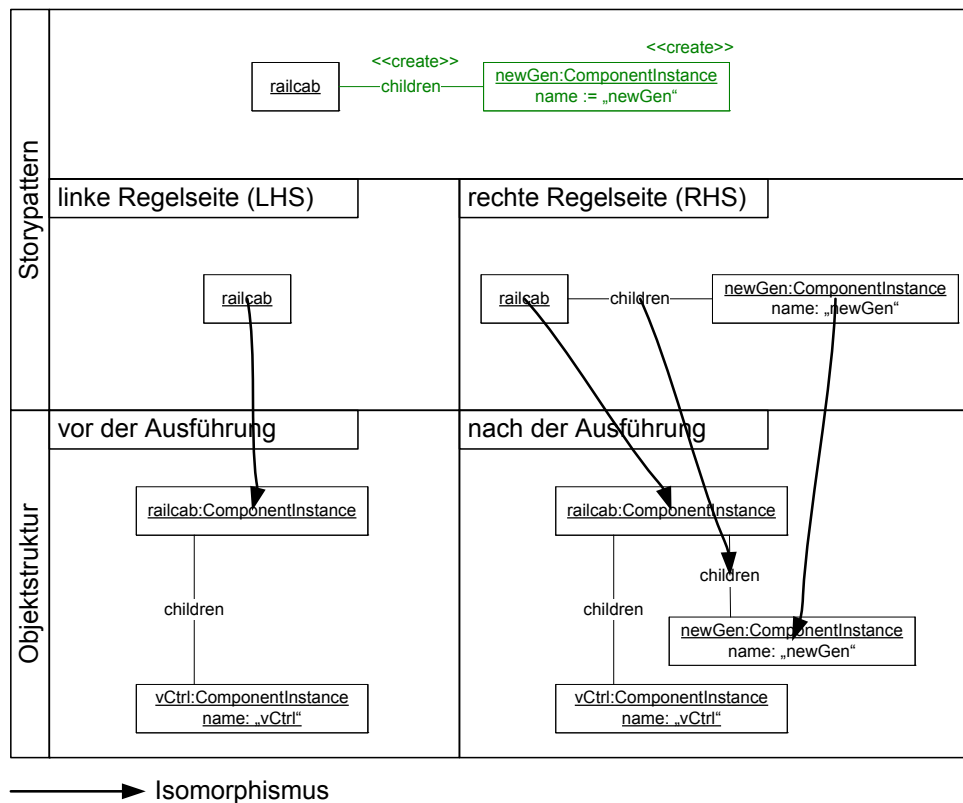 Storypattern
<<create>>
<<create>>
railcab
children
newGen:ComponentInstance
name := „newGen“
linke Regelseite (LHS)
rechte Regelseite (RHS)
railcab
railcab
children
newGen:ComponentInstance
name: „newGen“
Objektstruktur
vor der Ausführung
nach der Ausführung
railcab:ComponentInstance
railcab:ComponentInstance
children
children
children
newGen:ComponentInstance
name: „newGen“
vCtrl:ComponentInstance
name: „vCtrl“
vCtrl:ComponentInstance
name: „vCtrl“
Isomorphismus